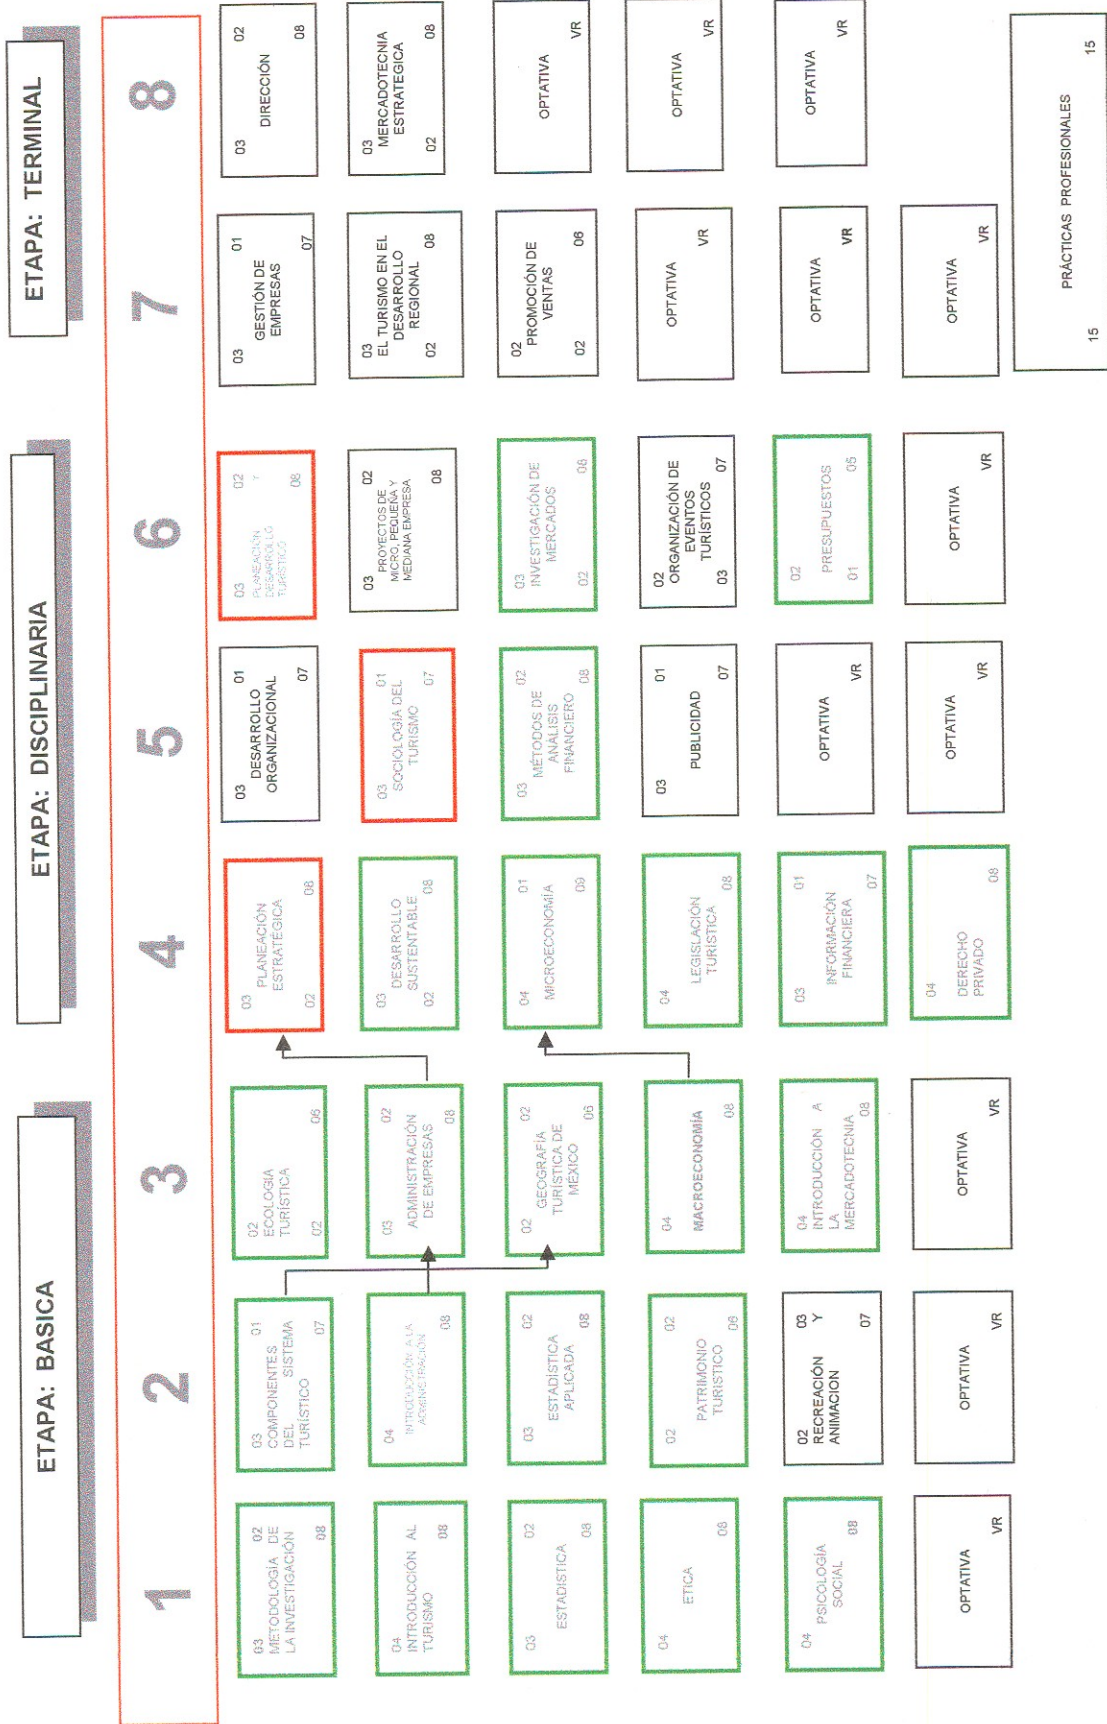 ETAPA: BASICA
ETAPA: DISCIPLINARIA
ETAPA: TERMINAL
1
2
3
4
5
6
7
8
03 02
METODOLOGÍA DE
LA INVESTIGACIÓN
08
04
INTRODUCCIÓN AL
TURISMO
08
03 02
ESTADISTICA
08
04
ETICA
08
04
PSICOLOGÍA
SOCIAL
08
OPTATIVA
VR
03 01
COMPONENTES
DEL SISTEMA
TURÍSTICO
07
04
INTRODUCCIÓN A LA
ADMINISTRACIÓN
08
03 02
ESTADÍSTICA
APLICADA
08
02 02
PATRIMONIO
TURISTICO
06
02 03
RECREACIÓN Y
ANIMACION
07
OPTATIVA
VR
02
ECOLOGÍA
TURÍSTICA
02 06
03 02
ADMINISTRACIÓN
DE EMPRESAS
08
02 02
GEOGRAFÍA
TURÍSTICA DE
MÉXICO
06
04
MACROECONOMÍA
08
04
INTRODUCCIÓN A
LA
MERCADOTECNIA
08
OPTATIVA
VR
03
PLANEACIÓN
ESTRATÉGICA
02 08
03
DESARROLLO
SUSTENTABLE
02 08
04 01
MICROECONOMÍA
09
04
LEGISLACIÓN
TURÍSTICA
08
03 01
INFORMACIÓN
FINANCIERA
07
04
DERECHO
PRIVADO
08
03 01
DESARROLLO
ORGANIZACIONAL
07
03 01
SOCIOLOGÍA DEL
TURISMO
07
03 02
MÉTODOS DE
ANÁLISIS
FINANCIERO
08
03 01
PUBLICIDAD
07
OPTATIVA
VR
OPTATIVA
VR
03 02
PLANEACIÓN Y
DESARROLLO
TURISTICO
08
03 02
PROYECTOS DE
MICRO, PEQUEÑA Y
MEDIANA EMPRESA
08
03
INVESTIGACIÓN DE
MERCADOS
02 08
02
ORGANIZACIÓN DE
EVENTOS
TURÍSTICOS
03 07
02
PRESUPUESTOS
01 05
OPTATIVA
VR
03 01
GESTIÓN DE
EMPRESAS
07
03
EL TURISMO EN EL
DESARROLLO
REGIONAL
02 08
02
PROMOCIÓN DE
VENTAS
02 06
OPTATIVA
VR
OPTATIVA
VR
OPTATIVA
VR
03 02
DIRECCIÓN
08
03
MERCADOTECNIA
ESTRATEGICA
02 08
OPTATIVA
VR
OPTATIVA
VR
OPTATIVA
VR
PRÁCTICAS PROFESIONALES
15 15